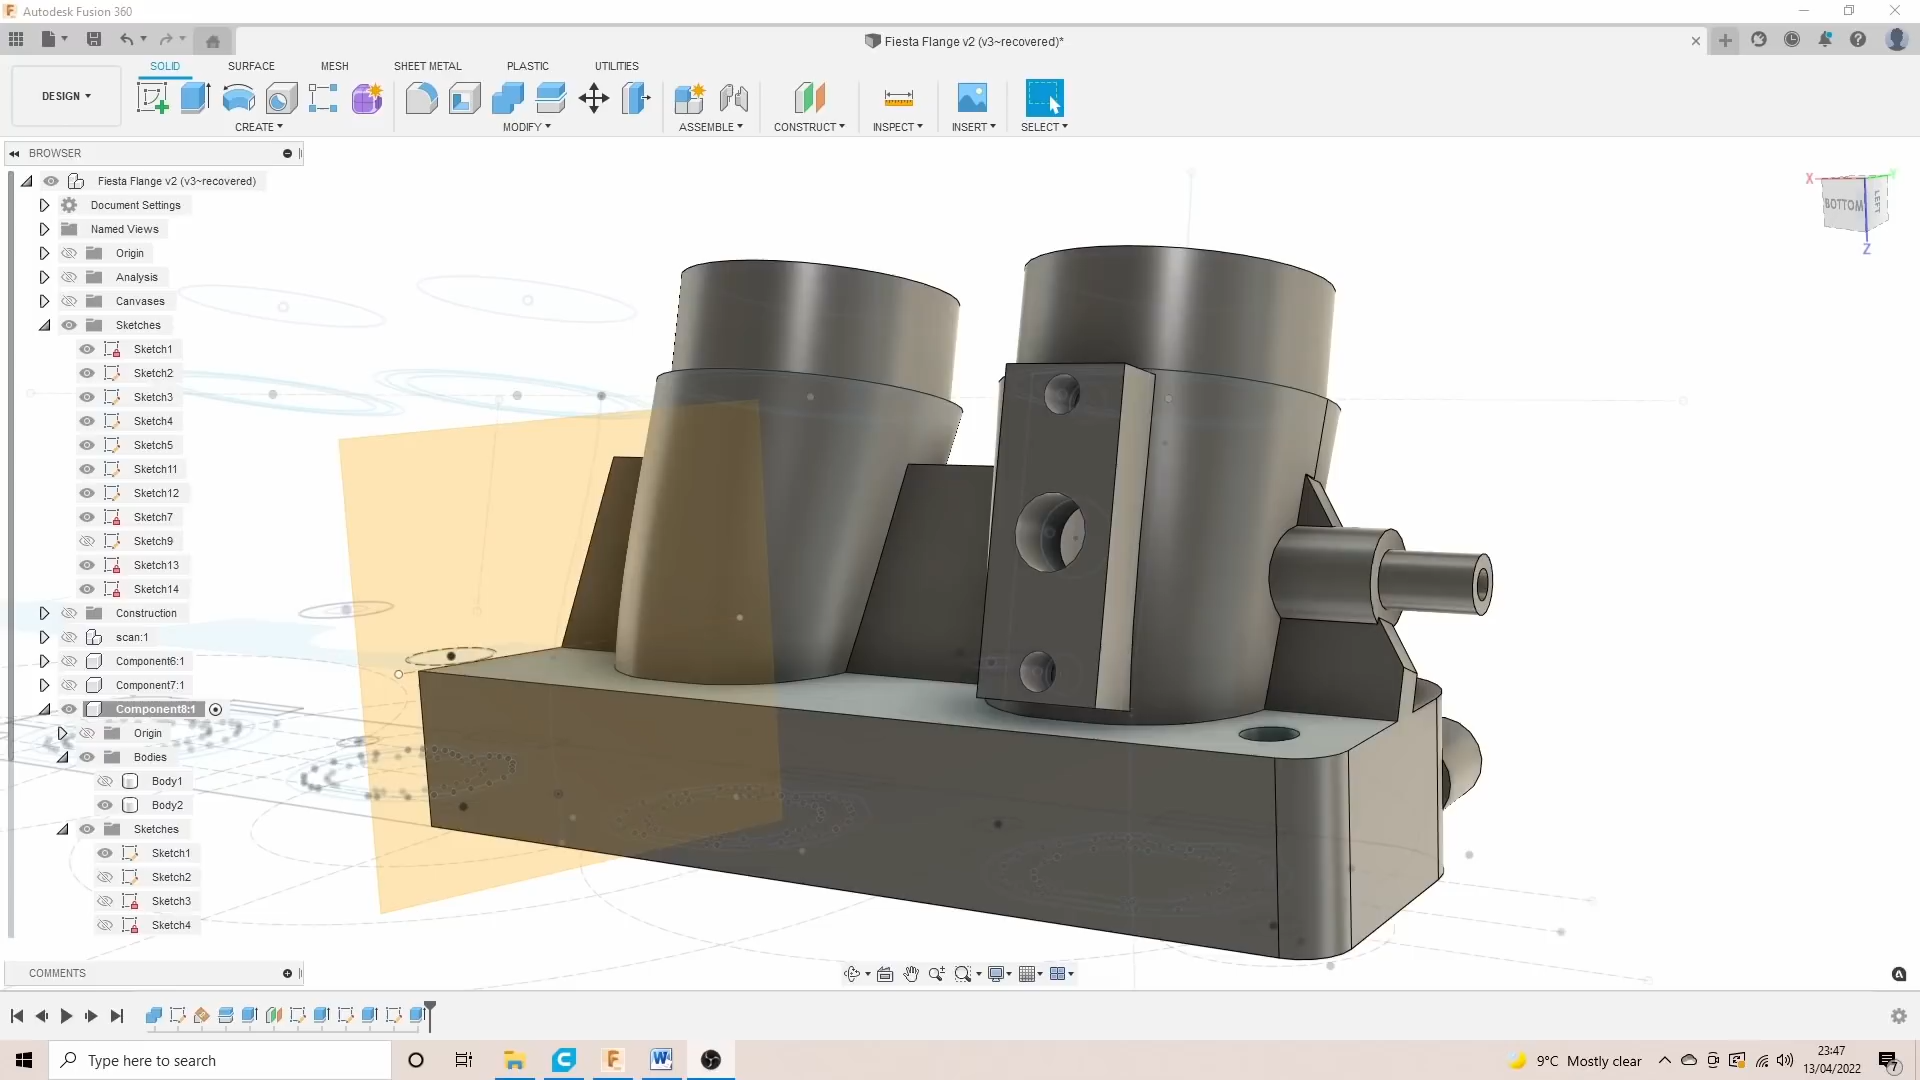 Autodesk Fusion 360
Fiesta Flange v2 (v3~recovered)*
SOLID SURFACE MESH SHEET METAL PLASTIC UTILITIES
DESIGN
CREATE MODIFY ASSEMBLE CONSTRUCT INSPECT INSERT SELECT
BROWSER
Fiesta Flange v2 (v3~recovered)
Document Settings
Named Views
Origin
Analysis
Canvases
Sketches
Sketch1
Sketch2
Sketch3
Sketch4
Sketch5
Sketch11
Sketch12
Sketch7
Sketch9
Sketch13
Sketch14
Construction
scan:1
Component6:1
Component7:1
Component8:1
Origin
Bodies
Body1
Body2
Sketches
Sketch1
Sketch2
Sketch3
Sketch4
X
Y
BOTTOM
LEFT
Z
COMMENTS
Type here to search
9°C Mostly clear
23:47
13/04/2022
7